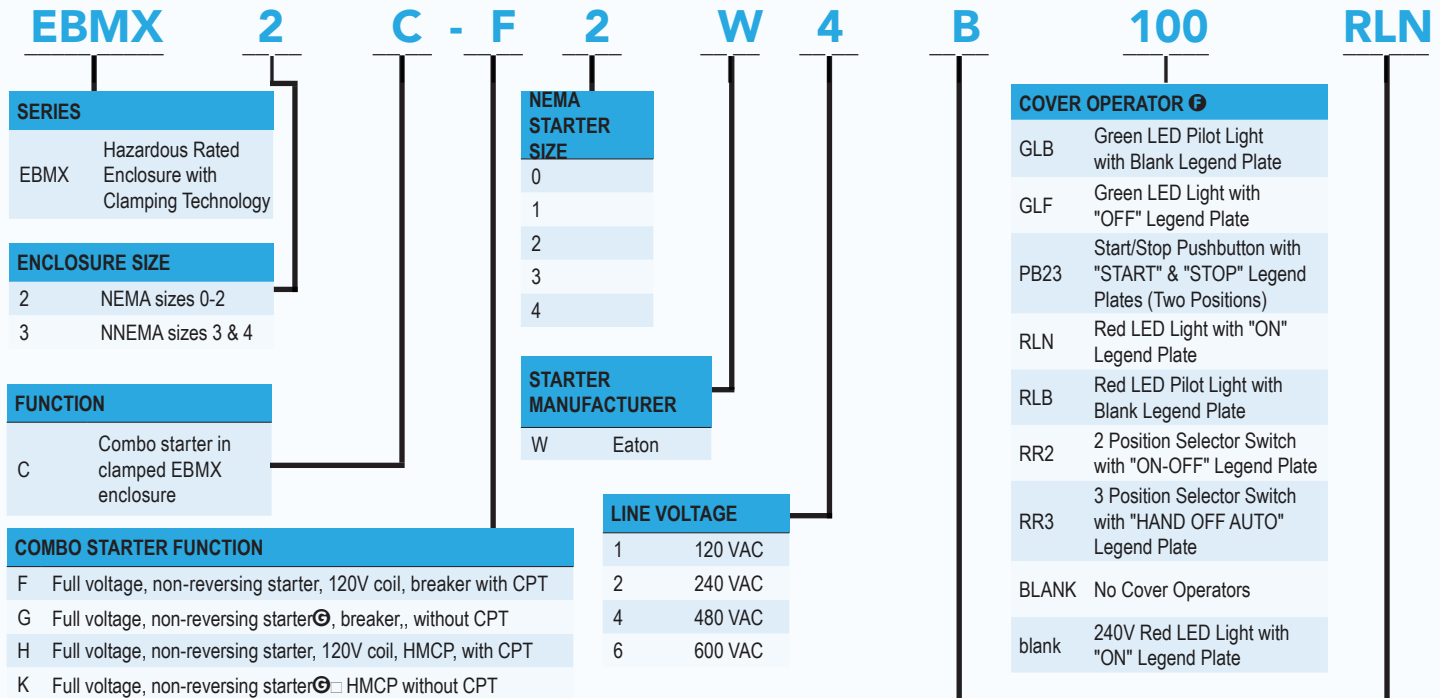 EBMX 2 C - F 2 W 4 B 100 RLN
SERIES
EBMX Hazardous Rated
Enclosure with
Clamping Technology
ENCLOSURE SIZE
2 NEMA sizes 0-2
3 NNEMA sizes 3 & 4
FUNCTION
C Combo starter in
clamped EBMX
enclosure
COMBO STARTER FUNCTION
F Full voltage, non-reversing starter, 120V coil, breaker with CPT
G Full voltage, non-reversing starterⒼ, breaker,, without CPT
H Full voltage, non-reversing starter, 120V coil, HMCP, with CPT
K Full voltage, non-reversing starterⒼ□ HMCP without CPT
NEMA
STARTER
SIZE
0
1
2
3
4
STARTER
MANUFACTURER
W Eaton
LINE VOLTAGE
1 120 VAC
2 240 VAC
4 480 VAC
6 600 VAC
COVER OPERATOR Ⓕ
GLB Green LED Pilot Light
with Blank Legend Plate
GLF Green LED Light with
"OFF" Legend Plate
PB23 Start/Stop Pushbutton with
"START" & "STOP" Legend
Plates (Two Positions)
RLN Red LED Light with "ON"
Legend Plate
RLB Red LED Pilot Light with
Blank Legend Plate
RR2 2 Position Selector Switch
with "ON-OFF" Legend Plate
RR3 3 Position Selector Switch
with "HAND OFF AUTO"
Legend Plate
BLANK No Cover Operators
blank 240V Red LED Light with
"ON" Legend Plate